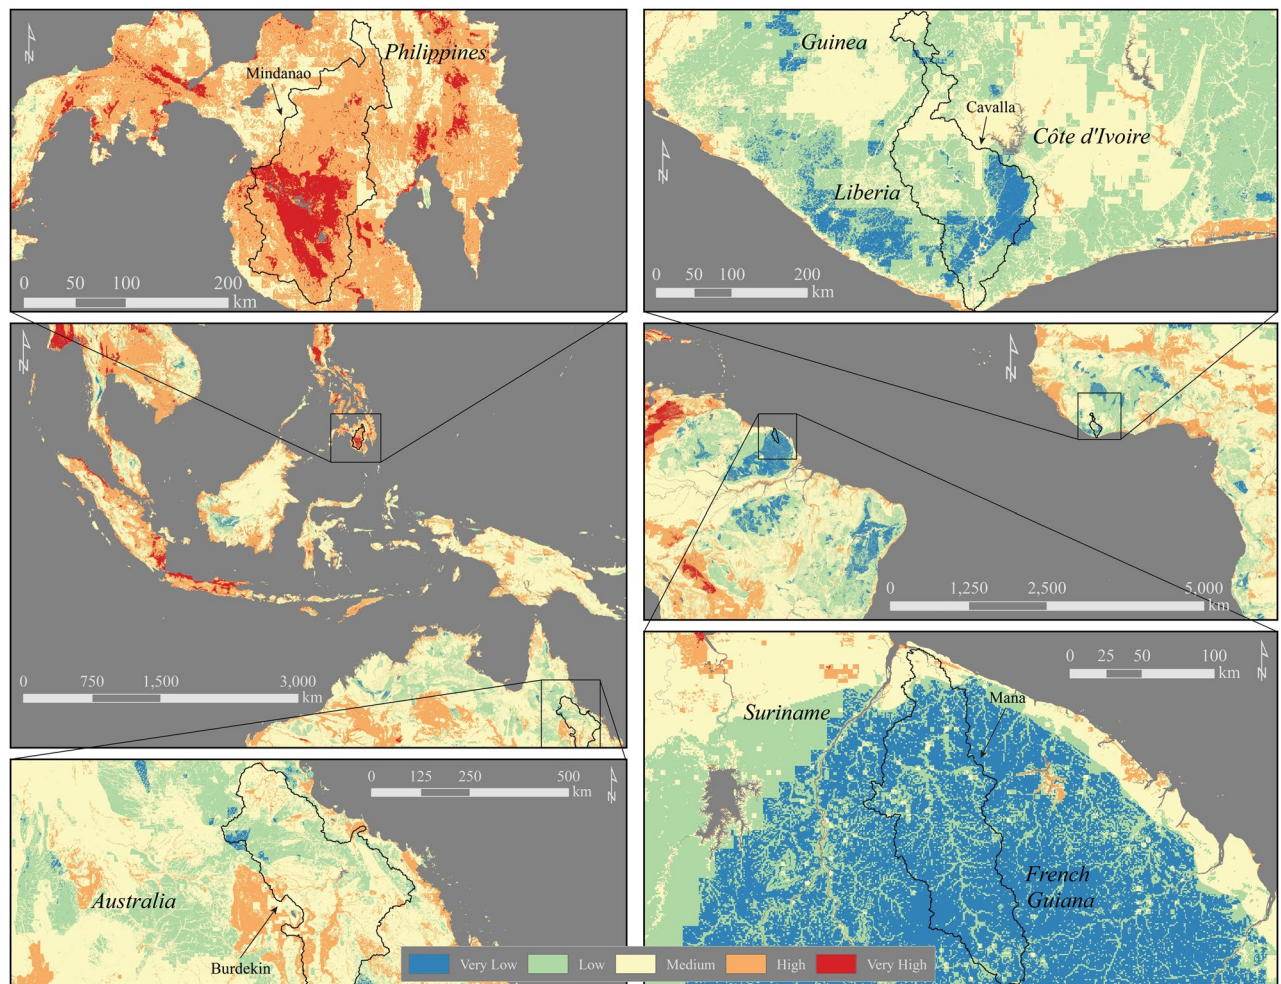 Philippines
Mindanao
0 50 100 200
km
Guinea
Cavalla
Côte d'Ivoire
Liberia
0 50 100 200
km
N
N
0 750 1,500 3,000
km
N
N
0 1,250 2,500 5,000
km
N
0 125 250 500
km
N
Australia
Burdekin
0 25 50 100
km
N
Suriname
Mana
French
Guiana
Very Low Low Medium High Very High